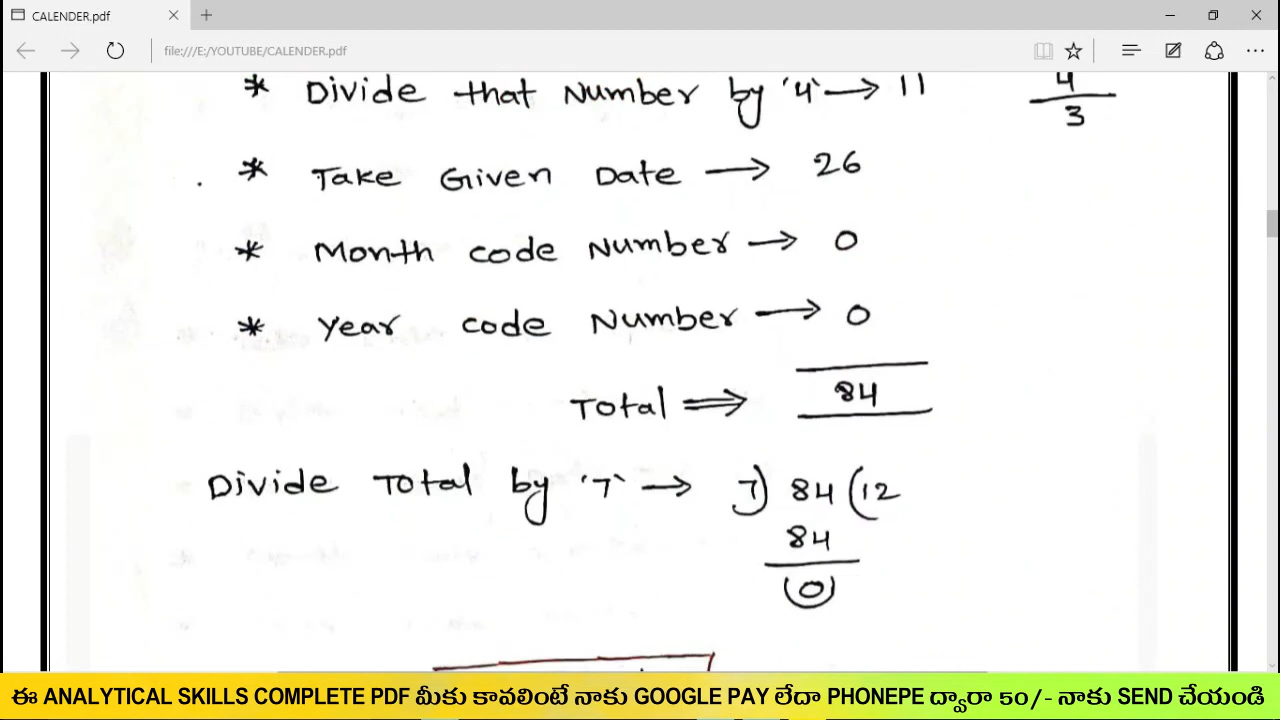 CALENDER.pdf
file:///E:/YOUTUBE/CALENDER.pdf
* Divide that Number by '4' → 11
4
3
* Take Given Date → 26
* Month code Number → 0
* Year code Number → 0
Total ⇒ 84
Divide Total by '7' → 7) 84 (12
84
0
ఈ ANALYTICAL SKILLS COMPLETE PDF మీకు కావలింటే నాకు GOOGLE PAY లేదా PHONEPE ద్వారా 50/- నాకు SEND చేయండి